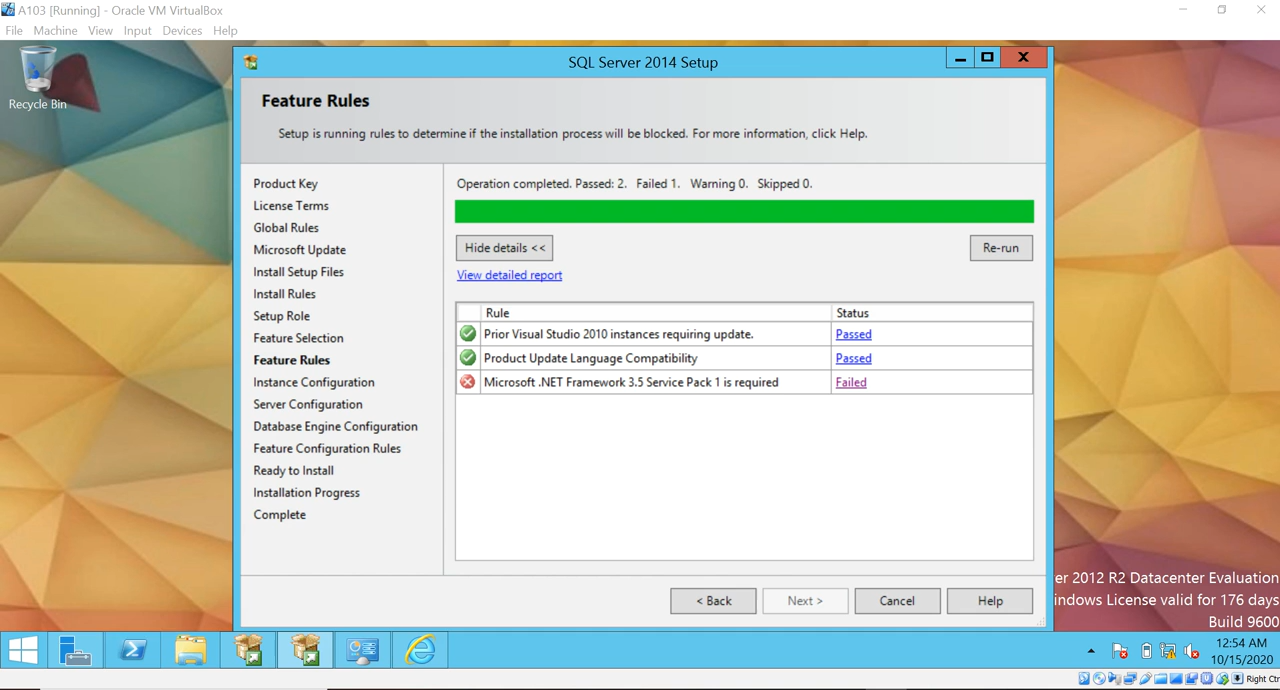 A103 [Running] - Oracle VM VirtualBox
File Machine View Input Devices Help
Recycle Bin
SQL Server 2014 Setup
Feature Rules
Setup is running rules to determine if the installation process will be blocked. For more information, click Help.
Product Key
License Terms
Global Rules
Microsoft Update
Install Setup Files
Install Rules
Setup Role
Feature Selection
Feature Rules
Instance Configuration
Server Configuration
Database Engine Configuration
Feature Configuration Rules
Ready to Install
Installation Progress
Complete
Operation completed. Passed: 2. Failed 1. Warning 0. Skipped 0.
Hide details <<
Re-run
View detailed report
Rule Status
Prior Visual Studio 2010 instances requiring update. Passed
Product Update Language Compatibility Passed
Microsoft .NET Framework 3.5 Service Pack 1 is required Failed
< Back Next > Cancel Help
er 2012 R2 Datacenter Evaluation
indows License valid for 176 days
Build 9600
12:54 AM
10/15/2020
Right Ctr